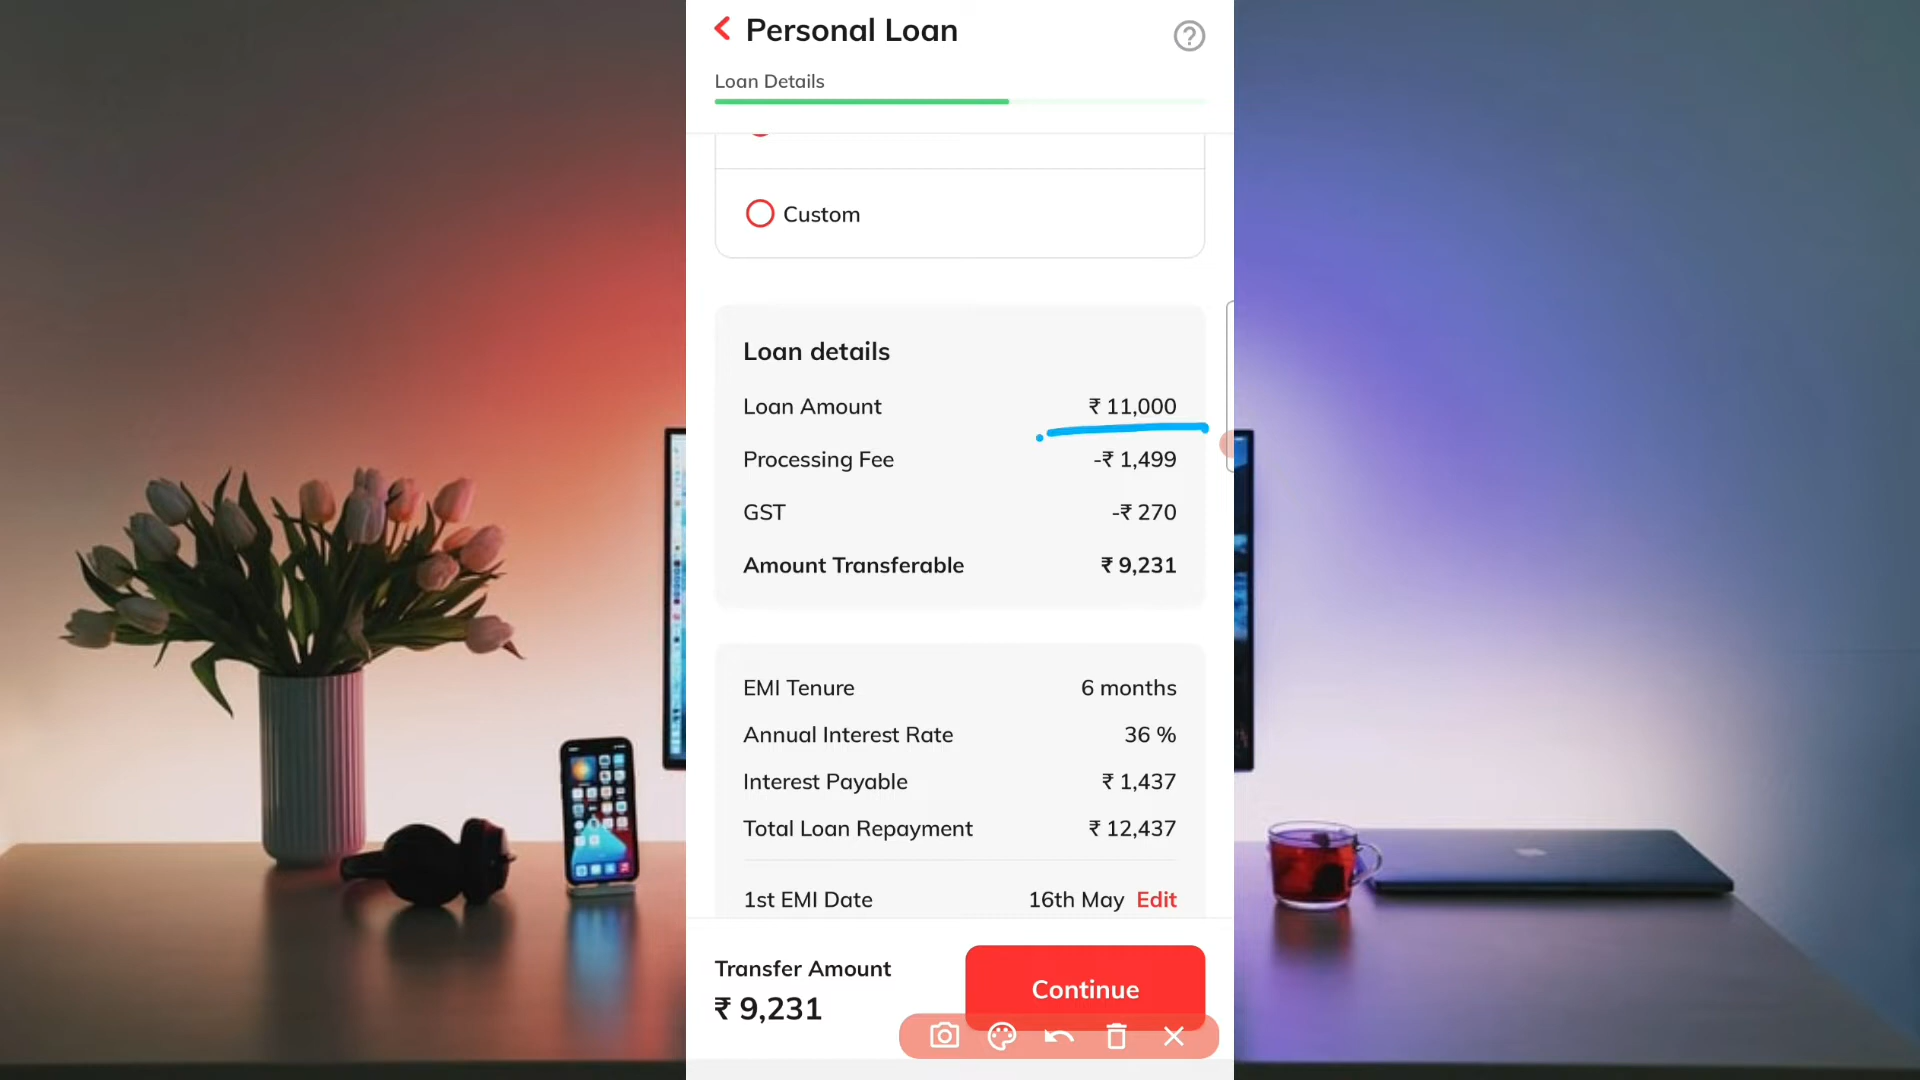 Personal Loan
Loan Details
Custom
Loan details
Loan Amount ₹ 11,000
Processing Fee -₹ 1,499
GST -₹ 270
Amount Transferable ₹ 9,231
EMI Tenure 6 months
Annual Interest Rate 36 %
Interest Payable ₹ 1,437
Total Loan Repayment ₹ 12,437
1st EMI Date 16th May Edit
Transfer Amount
₹ 9,231
Continue